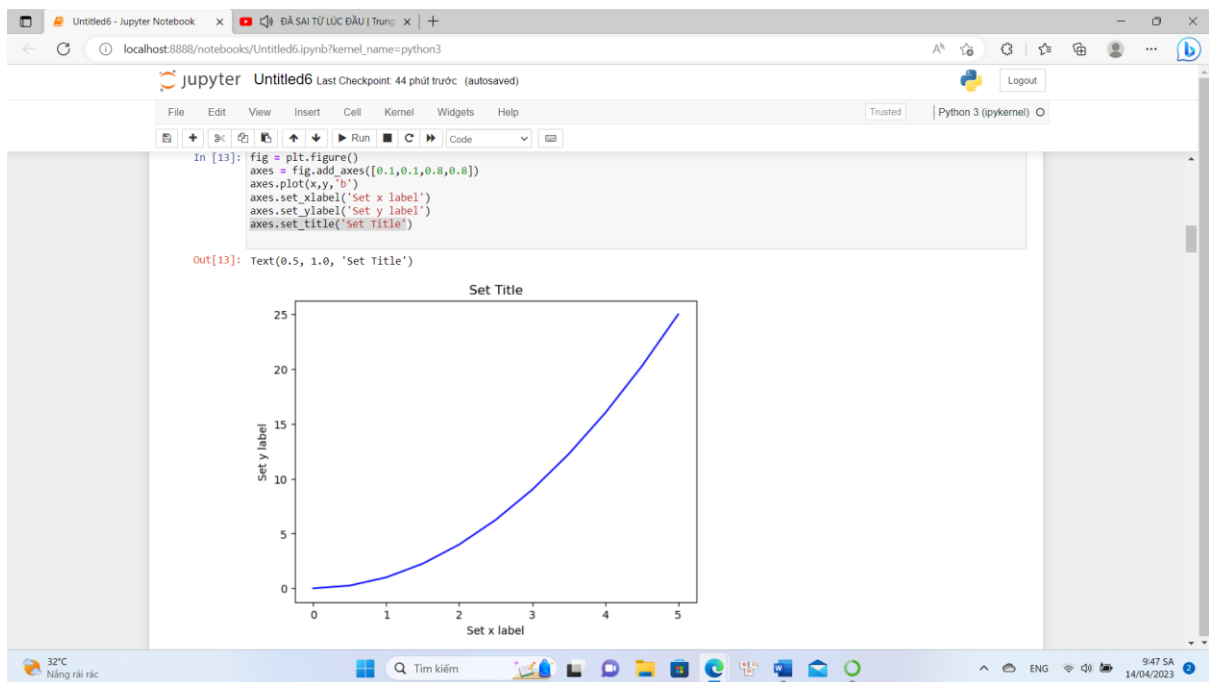 Untitled6 - Jupyter Notebook
ĐÃ SAI TỪ LÚC ĐẦU | Trung
localhost:8888/notebooks/Untitled6.ipynb?kernel_name=python3
jupyter Untitled6 Last Checkpoint: 44 phút trước (autosaved)
Logout
File Edit View Insert Cell Kernel Widgets Help
Trusted
Python 3 (ipykernel)
Run
Code
In [13]: fig = plt.figure()
axes = fig.add_axes([0.1,0.1,0.8,0.8])
axes.plot(x,y,'b')
axes.set_xlabel('Set x label')
axes.set_ylabel('Set y label')
axes.set_title('Set Title')
Out[13]: Text(0.5, 1.0, 'Set Title')
Set Title
25
20
15
10
5
0
Set y label
0 1 2 3 4 5
Set x label
32°C
Nắng rải rác
Tìm kiếm
ENG
9:47 SA
14/04/2023
2